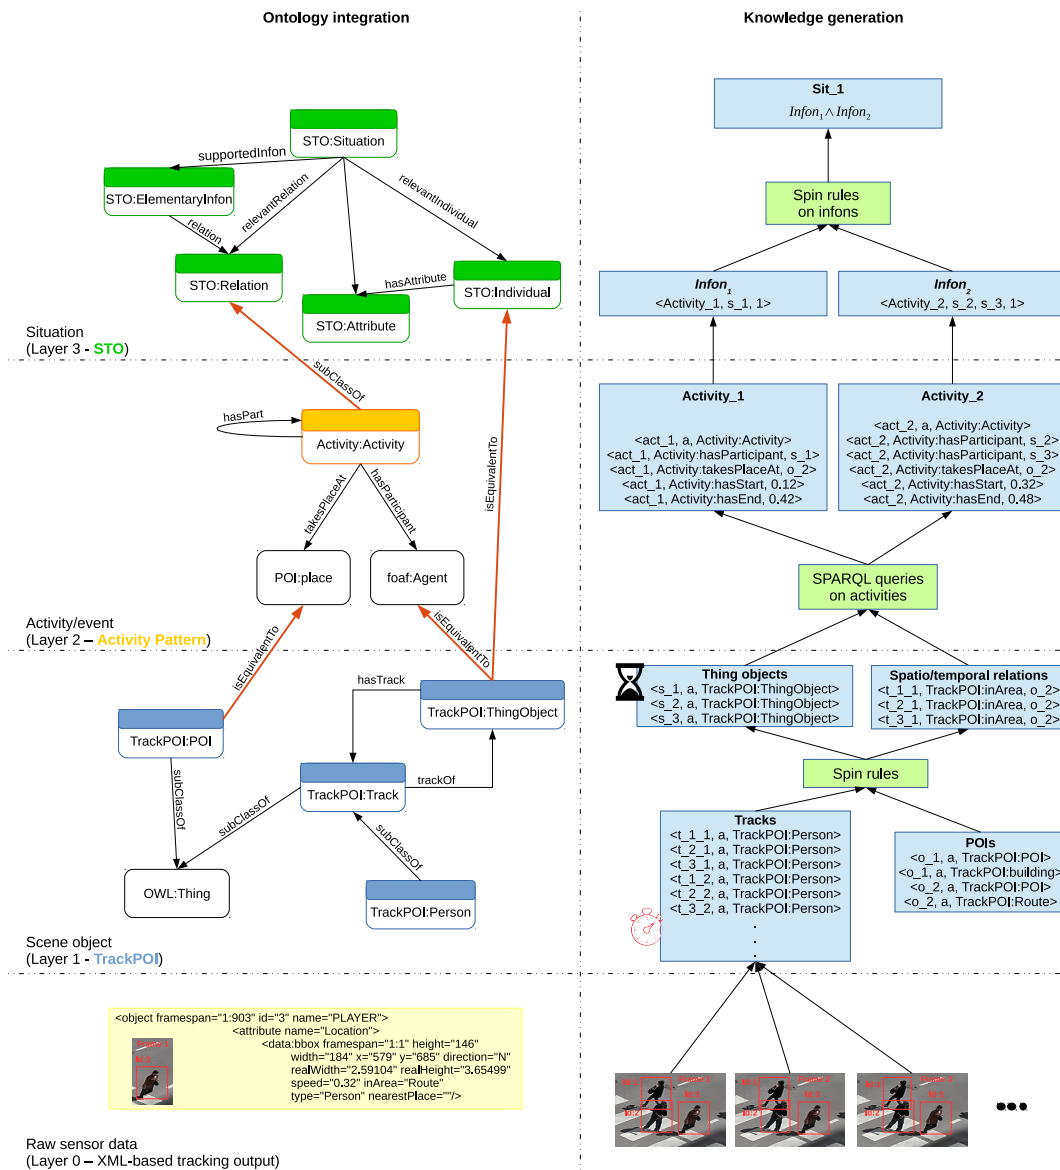 Ontology integration
Knowledge generation
STO:Situation
supportedInfon
STO:ElementaryInfon
relation
relevantRelation
relevantIndividual
STO:Relation
hasAttribute
STO:Individual
STO:Attribute
Situation
(Layer 3 - STO)
Sit_1
Infon1 ∧ Infon2
Spin rules
on infons
Infon1
<Activity_1, s_1, 1>
Infon2
<Activity_2, s_2, s_3, 1>
subClassOf
hasPart
Activity:Activity
isEquivalentTo
takesPlaceAt
hasParticipant
POI:place
foaf:Agent
Activity/event
(Layer 2 – Activity Pattern)
Activity_1
<act_1, a, Activity:Activity>
<act_1, Activity:hasParticipant, s_1>
<act_1, Activity:takesPlaceAt, o_2>
<act_1, Activity:hasStart, 0.12>
<act_1, Activity:hasEnd, 0.42>
Activity_2
<act_2, a, Activity:Activity>
<act_2, Activity:hasParticipant, s_2>
<act_2, Activity:hasParticipant, s_3>
<act_2, Activity:takesPlaceAt, o_2>
<act_2, Activity:hasStart, 0.32>
<act_2, Activity:hasEnd, 0.48>
SPARQL queries
on activities
isEquivalentTo
isEquivalentTo
hasTrack
TrackPOI:ThingObject
TrackPOI:POI
TrackPOI:Track
trackOf
subClassOf
subClassOf
subClassOf
OWL:Thing
TrackPOI:Person
Scene object
(Layer 1 - TrackPOI)
Thing objects
<s_1, a, TrackPOI:ThingObject>
<s_2, a, TrackPOI:ThingObject>
<s_3, a, TrackPOI:ThingObject>
Spatio/temporal relations
<t_1_1, TrackPOI:inArea, o_2>
<t_2_1, TrackPOI:inArea, o_2>
<t_3_1, TrackPOI:inArea, o_2>
Spin rules
Tracks
<t_1_1, a, TrackPOI:Person>
<t_2_1, a, TrackPOI:Person>
<t_3_1, a, TrackPOI:Person>
<t_1_2, a, TrackPOI:Person>
<t_2_2, a, TrackPOI:Person>
<t_3_2, a, TrackPOI:Person>
.
.
.
POIs
<o_1, a, TrackPOI:POI>
<o_1, a, TrackPOI:building>
<o_2, a, TrackPOI:POI>
<o_2, a, TrackPOI:Route>
<object framespan="1:903" id="3" name="PLAYER">
<attribute name="Location">
<data:bbox framespan="1:1" height="146"
width="184" x="579" y="685" direction="N"
realWidth="2.59104" realHeight="3.65499"
speed="0.32" inArea="Route"
type="Person" nearestPlace=""/>
Raw sensor data
(Layer 0 – XML-based tracking output)